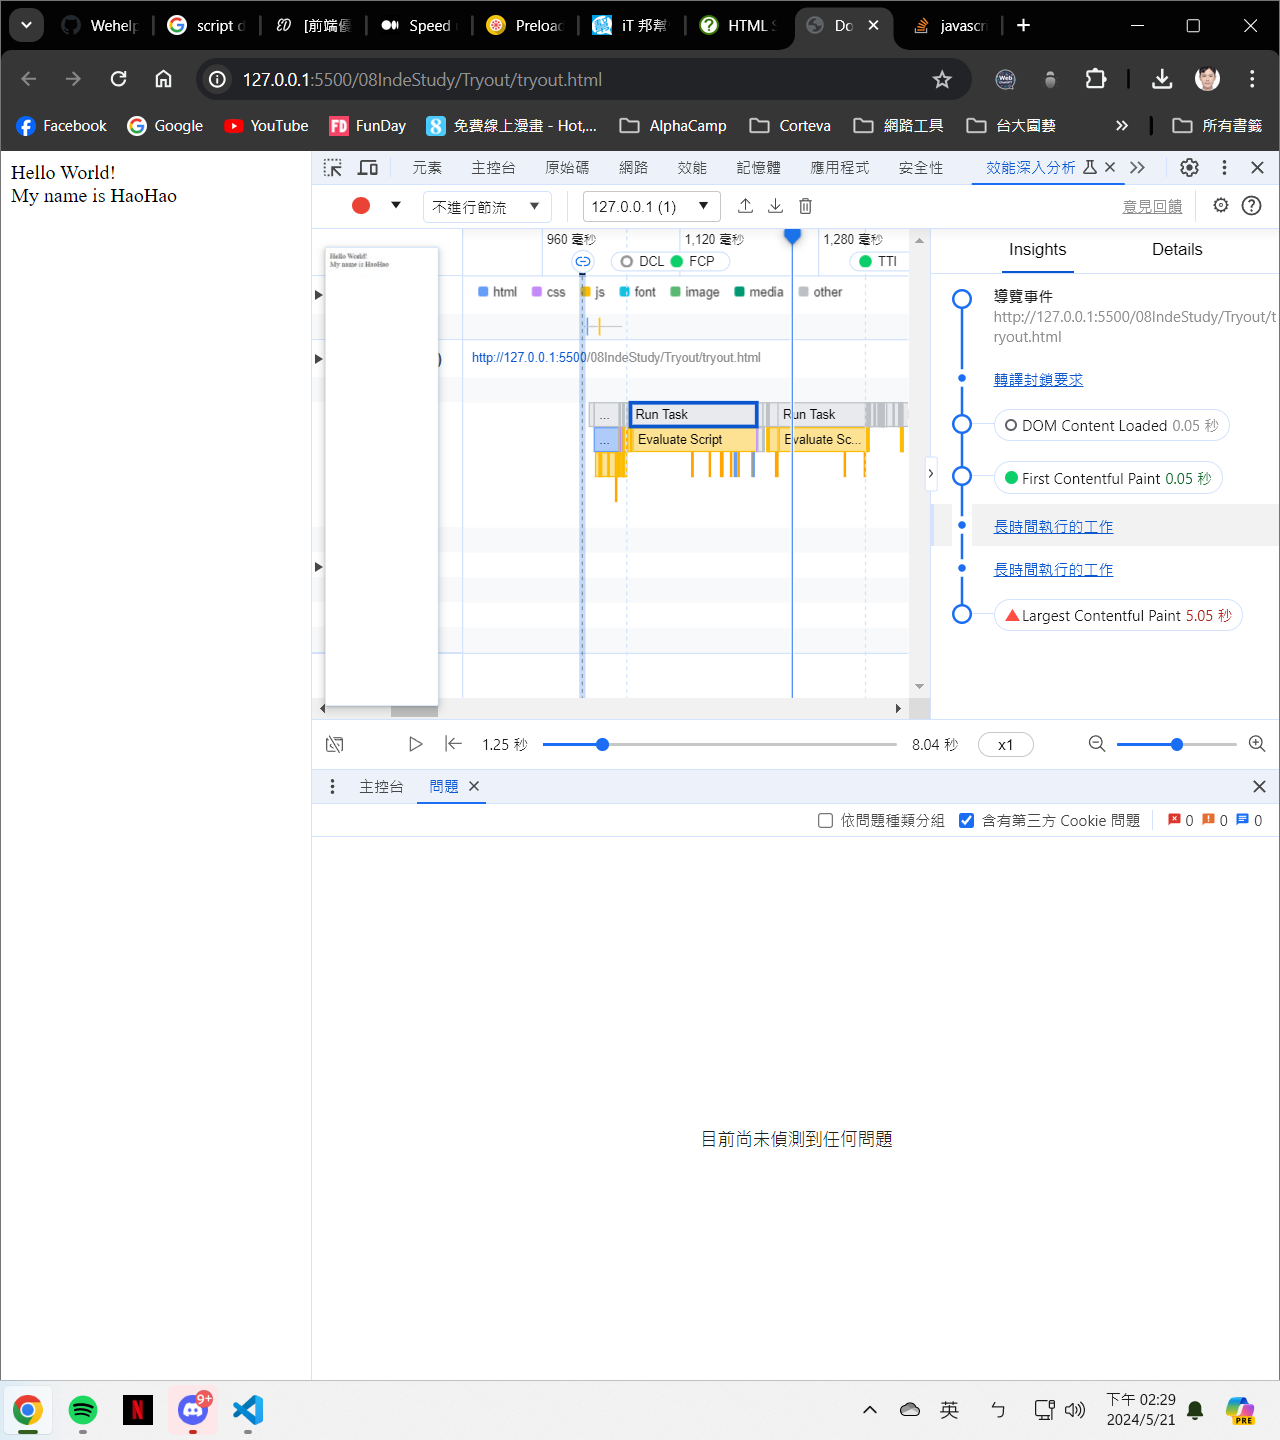 Wehelp
script d
[前端優
Speed
Preload
iT 邦幫
HTML S
Do
javascri
127.0.0.1:5500/08IndeStudy/Tryout/tryout.html
Facebook Google YouTube FunDay 免費線上漫畫 - Hot,... AlphaCamp Corteva 網路工具 台大園藝 » 所有書籤
Hello World!
My name is HaoHao
元素 主控台 原始碼 網路 效能 記憶體 應用程式 安全性 效能深入分析
不進行節流 127.0.0.1 (1) 意見回饋
960 毫秒 1,120 毫秒 1,280 毫秒
DCL FCP TTI
html css js font image media other
Hello World!
My name is HaoHao
)
http://127.0.0.1:5500/08IndeStudy/Tryout/tryout.html
... Run Task Run Task
... Evaluate Script Evaluate Sc...
Insights Details
導覽事件
http://127.0.0.1:5500/08IndeStudy/Tryout/t
ryout.html
轉譯封鎖要求
DOM Content Loaded 0.05 秒
First Contentful Paint 0.05 秒
長時間執行的工作
長時間執行的工作
Largest Contentful Paint 5.05 秒
1.25 秒 8.04 秒 x1
主控台 問題
依問題種類分組 含有第三方 Cookie 問題 0 0 0
目前尚未偵測到任何問題
9+
英 ㄅ
下午 02:29
2024/5/21
PRE